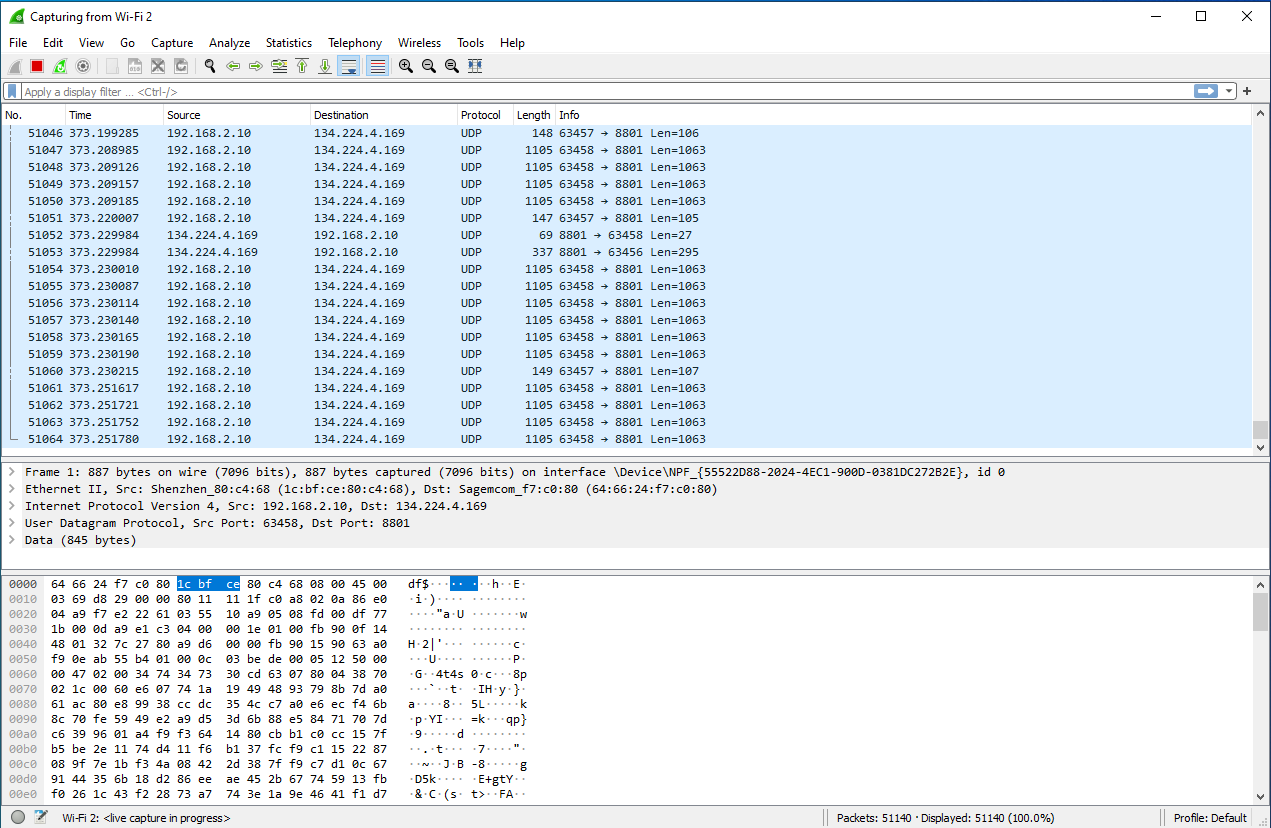 Capturing from Wi-Fi 2
File Edit View Go Capture Analyze Statistics Telephony Wireless Tools Help
Apply a display filter ... <Ctrl-/>
No. Time Source Destination Protocol Length Info
51046 373.199285 192.168.2.10 134.224.4.169 UDP 148 63457 → 8801 Len=106
51047 373.208985 192.168.2.10 134.224.4.169 UDP 1105 63458 → 8801 Len=1063
51048 373.209126 192.168.2.10 134.224.4.169 UDP 1105 63458 → 8801 Len=1063
51049 373.209157 192.168.2.10 134.224.4.169 UDP 1105 63458 → 8801 Len=1063
51050 373.209185 192.168.2.10 134.224.4.169 UDP 1105 63458 → 8801 Len=1063
51051 373.220007 192.168.2.10 134.224.4.169 UDP 147 63457 → 8801 Len=105
51052 373.229984 134.224.4.169 192.168.2.10 UDP 69 8801 → 63458 Len=27
51053 373.229984 134.224.4.169 192.168.2.10 UDP 337 8801 → 63456 Len=295
51054 373.230010 192.168.2.10 134.224.4.169 UDP 1105 63458 → 8801 Len=1063
51055 373.230087 192.168.2.10 134.224.4.169 UDP 1105 63458 → 8801 Len=1063
51056 373.230114 192.168.2.10 134.224.4.169 UDP 1105 63458 → 8801 Len=1063
51057 373.230140 192.168.2.10 134.224.4.169 UDP 1105 63458 → 8801 Len=1063
51058 373.230165 192.168.2.10 134.224.4.169 UDP 1105 63458 → 8801 Len=1063
51059 373.230190 192.168.2.10 134.224.4.169 UDP 1105 63458 → 8801 Len=1063
51060 373.230215 192.168.2.10 134.224.4.169 UDP 149 63457 → 8801 Len=107
51061 373.251617 192.168.2.10 134.224.4.169 UDP 1105 63458 → 8801 Len=1063
51062 373.251721 192.168.2.10 134.224.4.169 UDP 1105 63458 → 8801 Len=1063
51063 373.251752 192.168.2.10 134.224.4.169 UDP 1105 63458 → 8801 Len=1063
51064 373.251780 192.168.2.10 134.224.4.169 UDP 1105 63458 → 8801 Len=1063
Frame 1: 887 bytes on wire (7096 bits), 887 bytes captured (7096 bits) on interface \Device\NPF_{55522D88-2024-4EC1-900D-0381DC272B2E}, id 0
Ethernet II, Src: Shenzhen_80:c4:68 (1c:bf:ce:80:c4:68), Dst: Sagemcom_f7:c0:80 (64:66:24:f7:c0:80)
Internet Protocol Version 4, Src: 192.168.2.10, Dst: 134.224.4.169
User Datagram Protocol, Src Port: 63458, Dst Port: 8801
Data (845 bytes)
0000 64 66 24 f7 c0 80 1c bf ce 80 c4 68 08 00 45 00 df$··· ·· ···h··E·
0010 03 69 d8 29 00 00 80 11 11 1f c0 a8 02 0a 86 e0 ·i·)···· ········
0020 04 a9 f7 e2 22 61 03 55 10 a9 05 08 fd 00 df 77 ····"a·U ·······w
0030 1b 00 0d a9 e1 c3 04 00 00 1e 01 00 fb 90 0f 14 ········ ········
0040 48 01 32 7c 27 80 a9 d6 00 00 fb 90 15 90 63 a0 H·2|'··· ······c·
0050 f9 0e ab 55 b4 01 00 0c 03 be de 00 05 12 50 00 ···U···· ······P·
0060 00 47 02 00 34 74 34 73 30 cd 63 07 80 04 38 70 ·G··4t4s 0·c···8p
0070 02 1c 00 60 e6 07 74 1a 19 49 48 93 79 8b 7d a0 ···`··t· ·IH·y·}·
0080 61 ac 80 e8 99 38 cc dc 35 4c c7 a0 e6 ec f4 6b a····8·· 5L·····k
0090 8c 70 fe 59 49 e2 a9 d5 3d 6b 88 e5 84 71 70 7d ·p·YI··· =k···qp}
00a0 c6 39 96 01 a4 f9 f3 64 14 80 cb b1 c0 cc 15 7f ·9·····d ········
00b0 b5 be 2e 11 74 d4 11 f6 b1 37 fc f9 c1 15 22 87 ··.·t··· ·7····"·
00c0 08 9f 7e 1b f3 4a 08 42 2d 38 7f f9 c7 d1 0c 67 ··~··J·B -8·····g
00d0 91 44 35 6b 18 d2 86 ee ae 45 2b 67 74 59 13 fb ·D5k···· ·E+gtY··
00e0 f0 26 1c 43 f2 28 73 a7 74 3e 1a 9e 46 41 f1 d7 ·&·C·(s· t>··FA··
Wi-Fi 2: <live capture in progress> Packets: 51140 · Displayed: 51140 (100.0%) Profile: Default